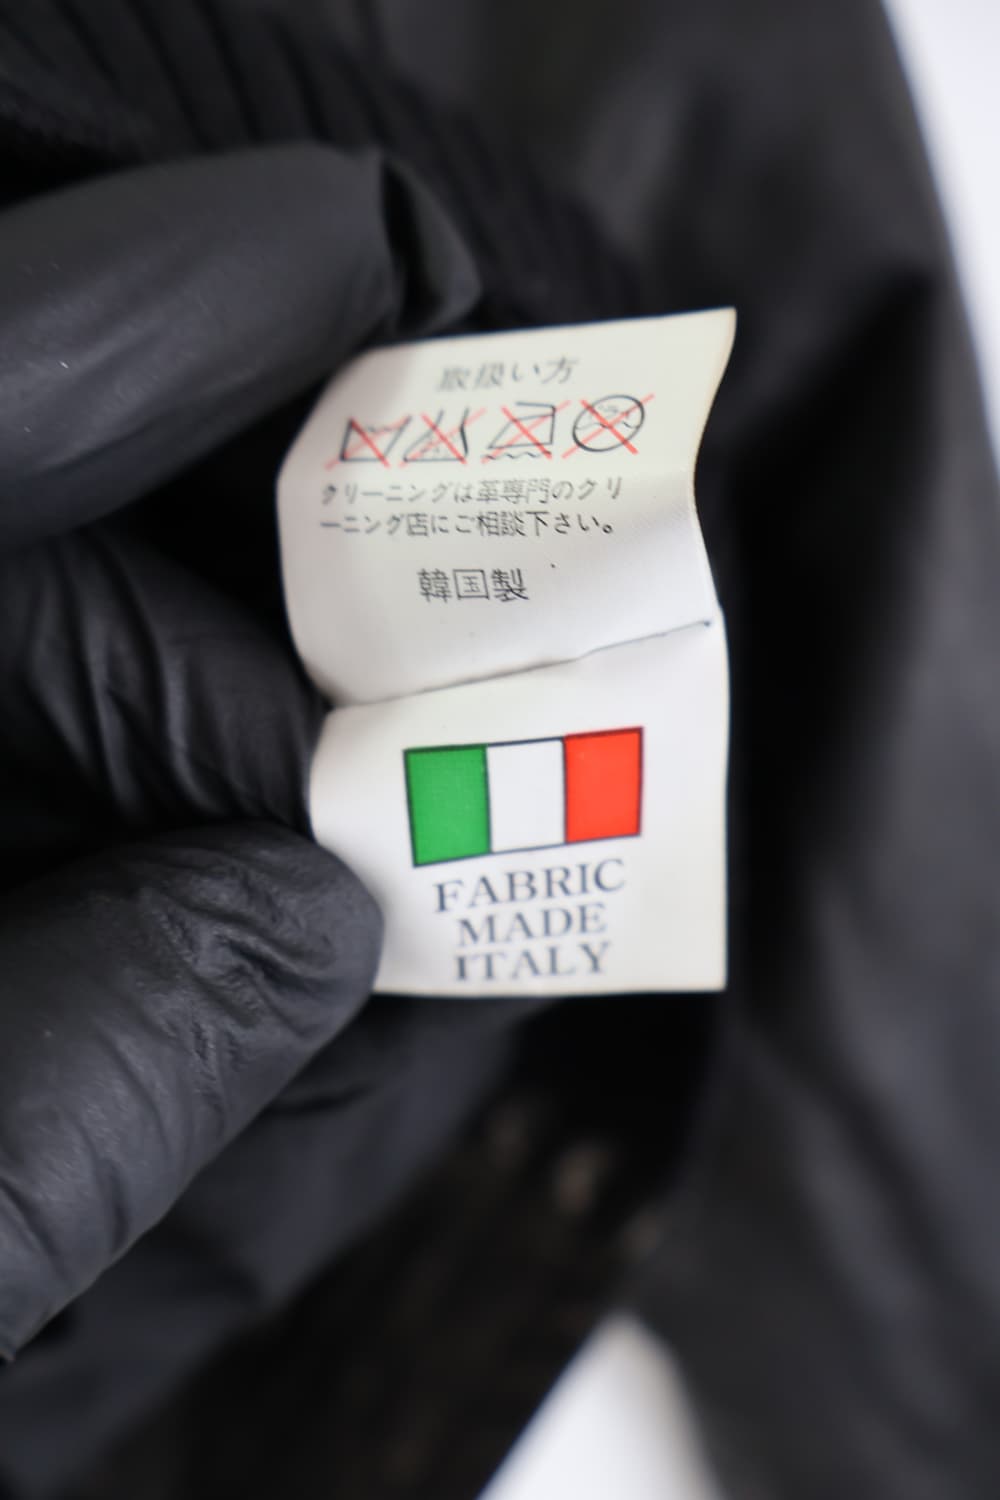 取扱い方
クリーニングは革専門のクリ
ーニング店にご相談下さい。
韓国製
FABRIC
MADE
ITALY